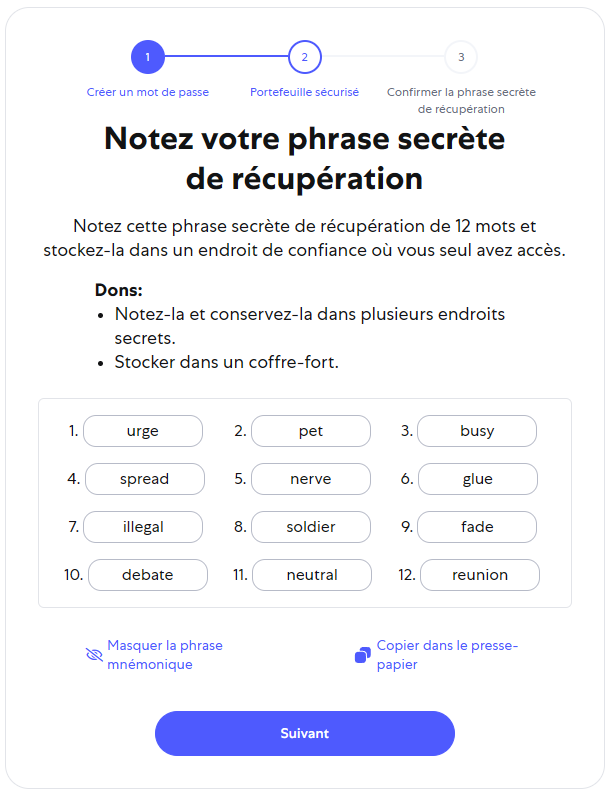 1
2
3
Créer un mot de passe
Portefeuille sécurisé
Confirmer la phrase secrète
de récupération
Notez votre phrase secrète
de récupération
Notez cette phrase secrète de récupération de 12 mots et
stockez-la dans un endroit de confiance où vous seul avez accès.
Dons:
• Notez-la et conservez-la dans plusieurs endroits
secrets.
• Stocker dans un coffre-fort.
1. urge 2. pet 3. busy
4. spread 5. nerve 6. glue
7. illegal 8. soldier 9. fade
10. debate 11. neutral 12. reunion
Masquer la phrase
mnémonique
Copier dans le presse-
papier
Suivant